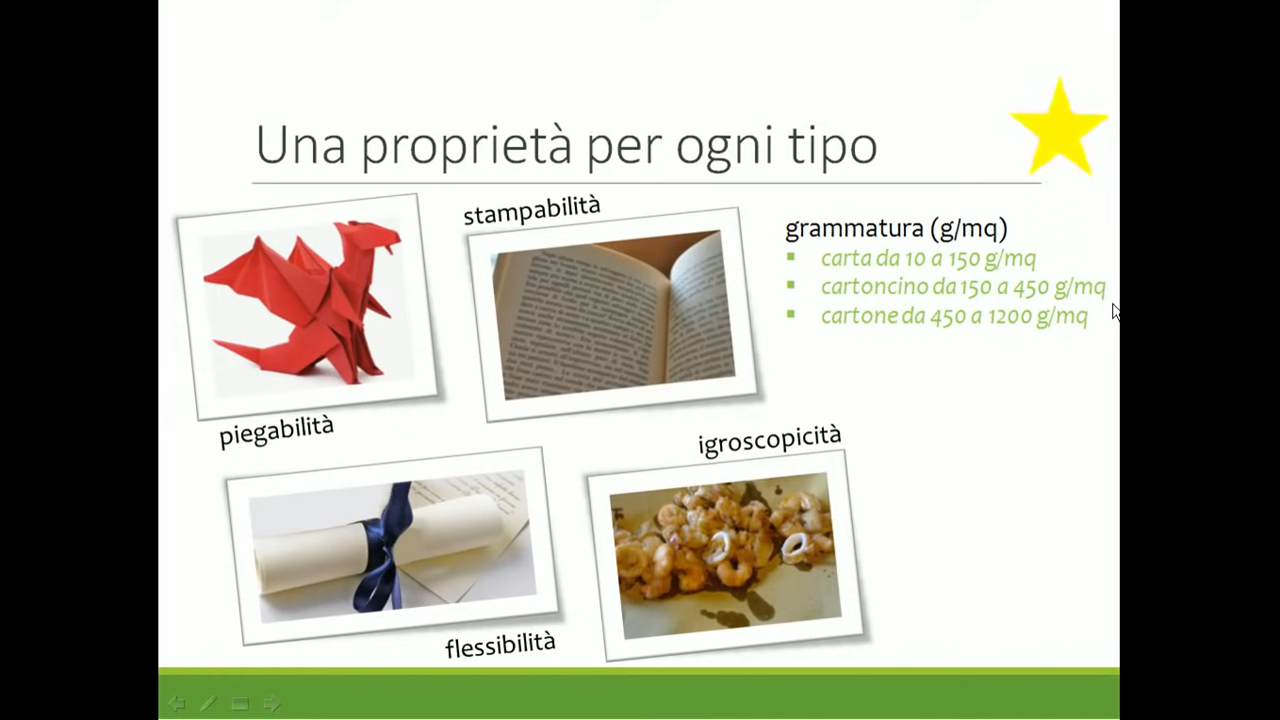 Una proprietà per ogni tipo
stampabilità
grammatura (g/mq)
carta da 10 a 150 g/mq
cartoncino da 150 a 450 g/mq
cartone da 450 a 1200 g/mq
piegabilità
igroscopicità
flessibilità